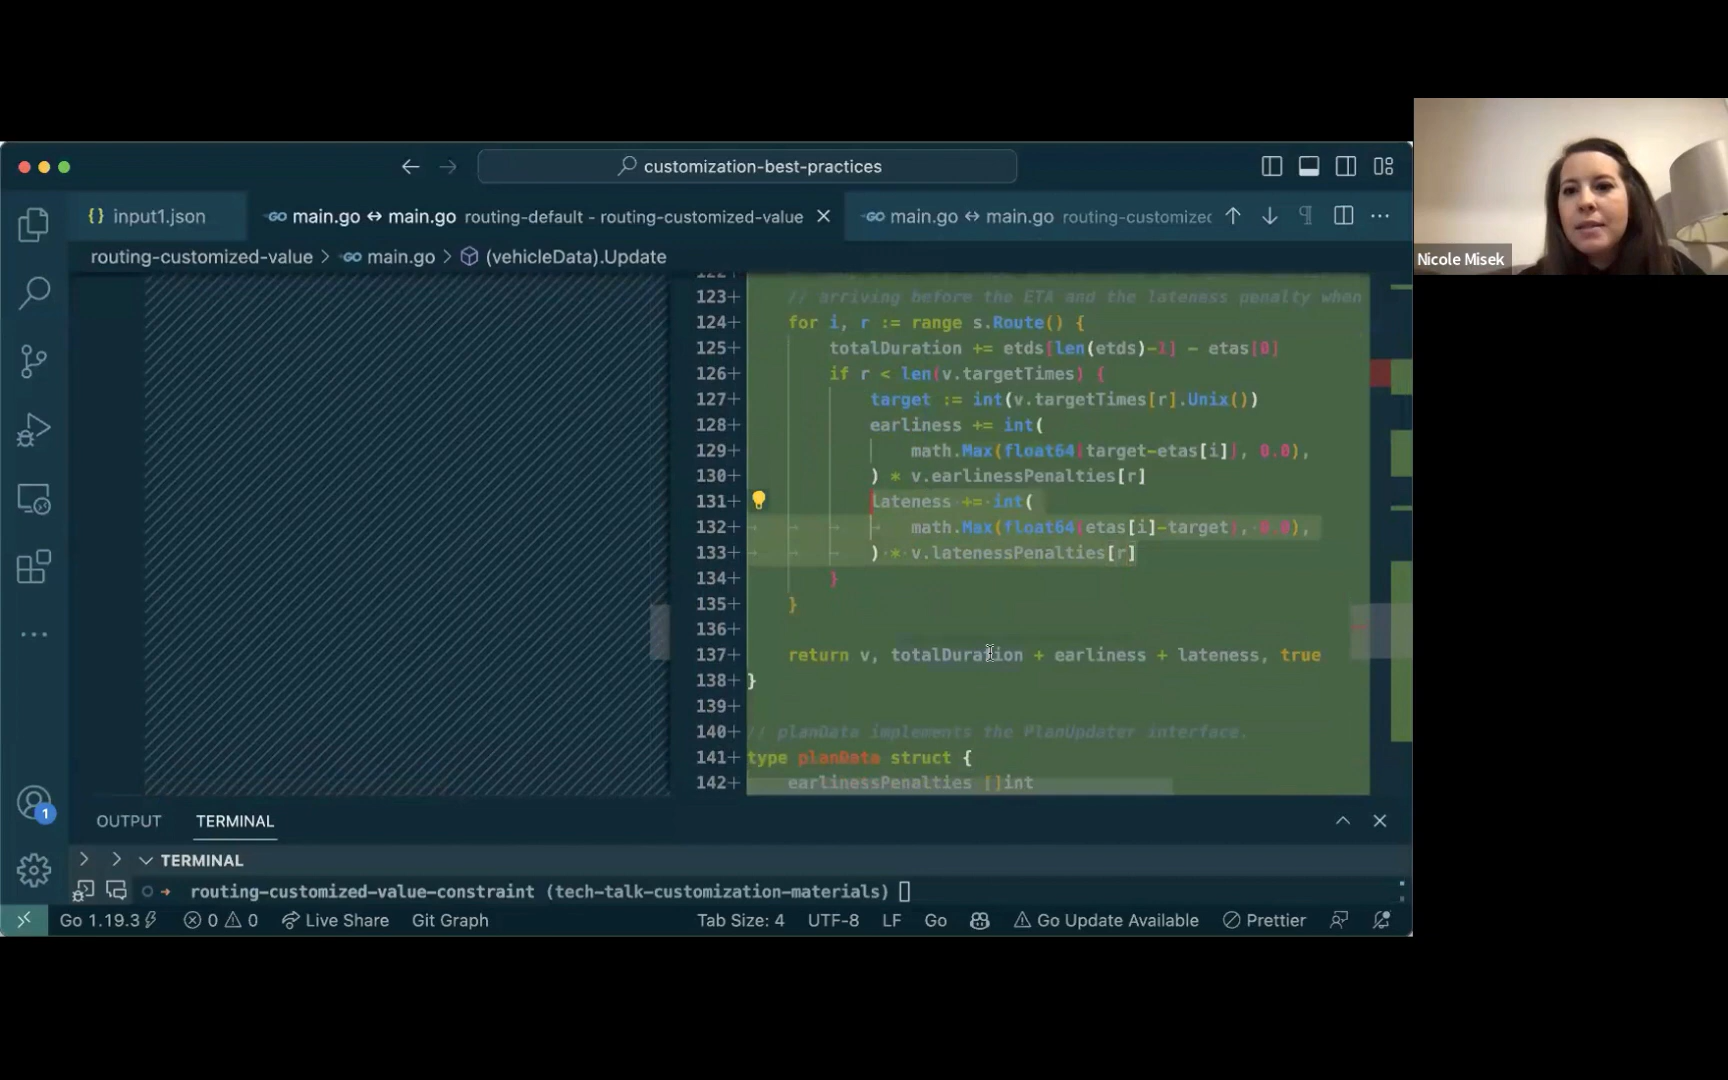 customization-best-practices
{} input1.json
main.go ↔ main.go routing-default - routing-customized-value
main.go ↔ main.go routing-customized
routing-customized-value > main.go > (vehicleData).Update
123+ // arriving before the ETA and the lateness penalty when
124+ for i, r := range s.Route() {
125+ totalDuration += etds[len(etds)-1] - etas[0]
126+ if r < len(v.targetTimes) {
127+ target := int(v.targetTimes[r].Unix())
128+ earliness += int(
129+ math.Max(float64(target-etas[i]), 0.0),
130+ ) * v.earlinessPenalties[r]
131+ lateness += int(
132+ math.Max(float64(etas[i]-target), 0.0),
133+ ) * v.latenessPenalties[r]
134+ }
135+ }
136+
137+ return v, totalDuration + earliness + lateness, true
138+ }
139+
140+ // planData implements the PlanUpdater interface.
141+ type planData struct {
142+ earlinessPenalties []int
OUTPUT TERMINAL
TERMINAL
routing-customized-value-constraint (tech-talk-customization-materials)
1
Go 1.19.3 0 0 Live Share Git Graph Tab Size: 4 UTF-8 LF Go Go Update Available Prettier
Nicole Misek